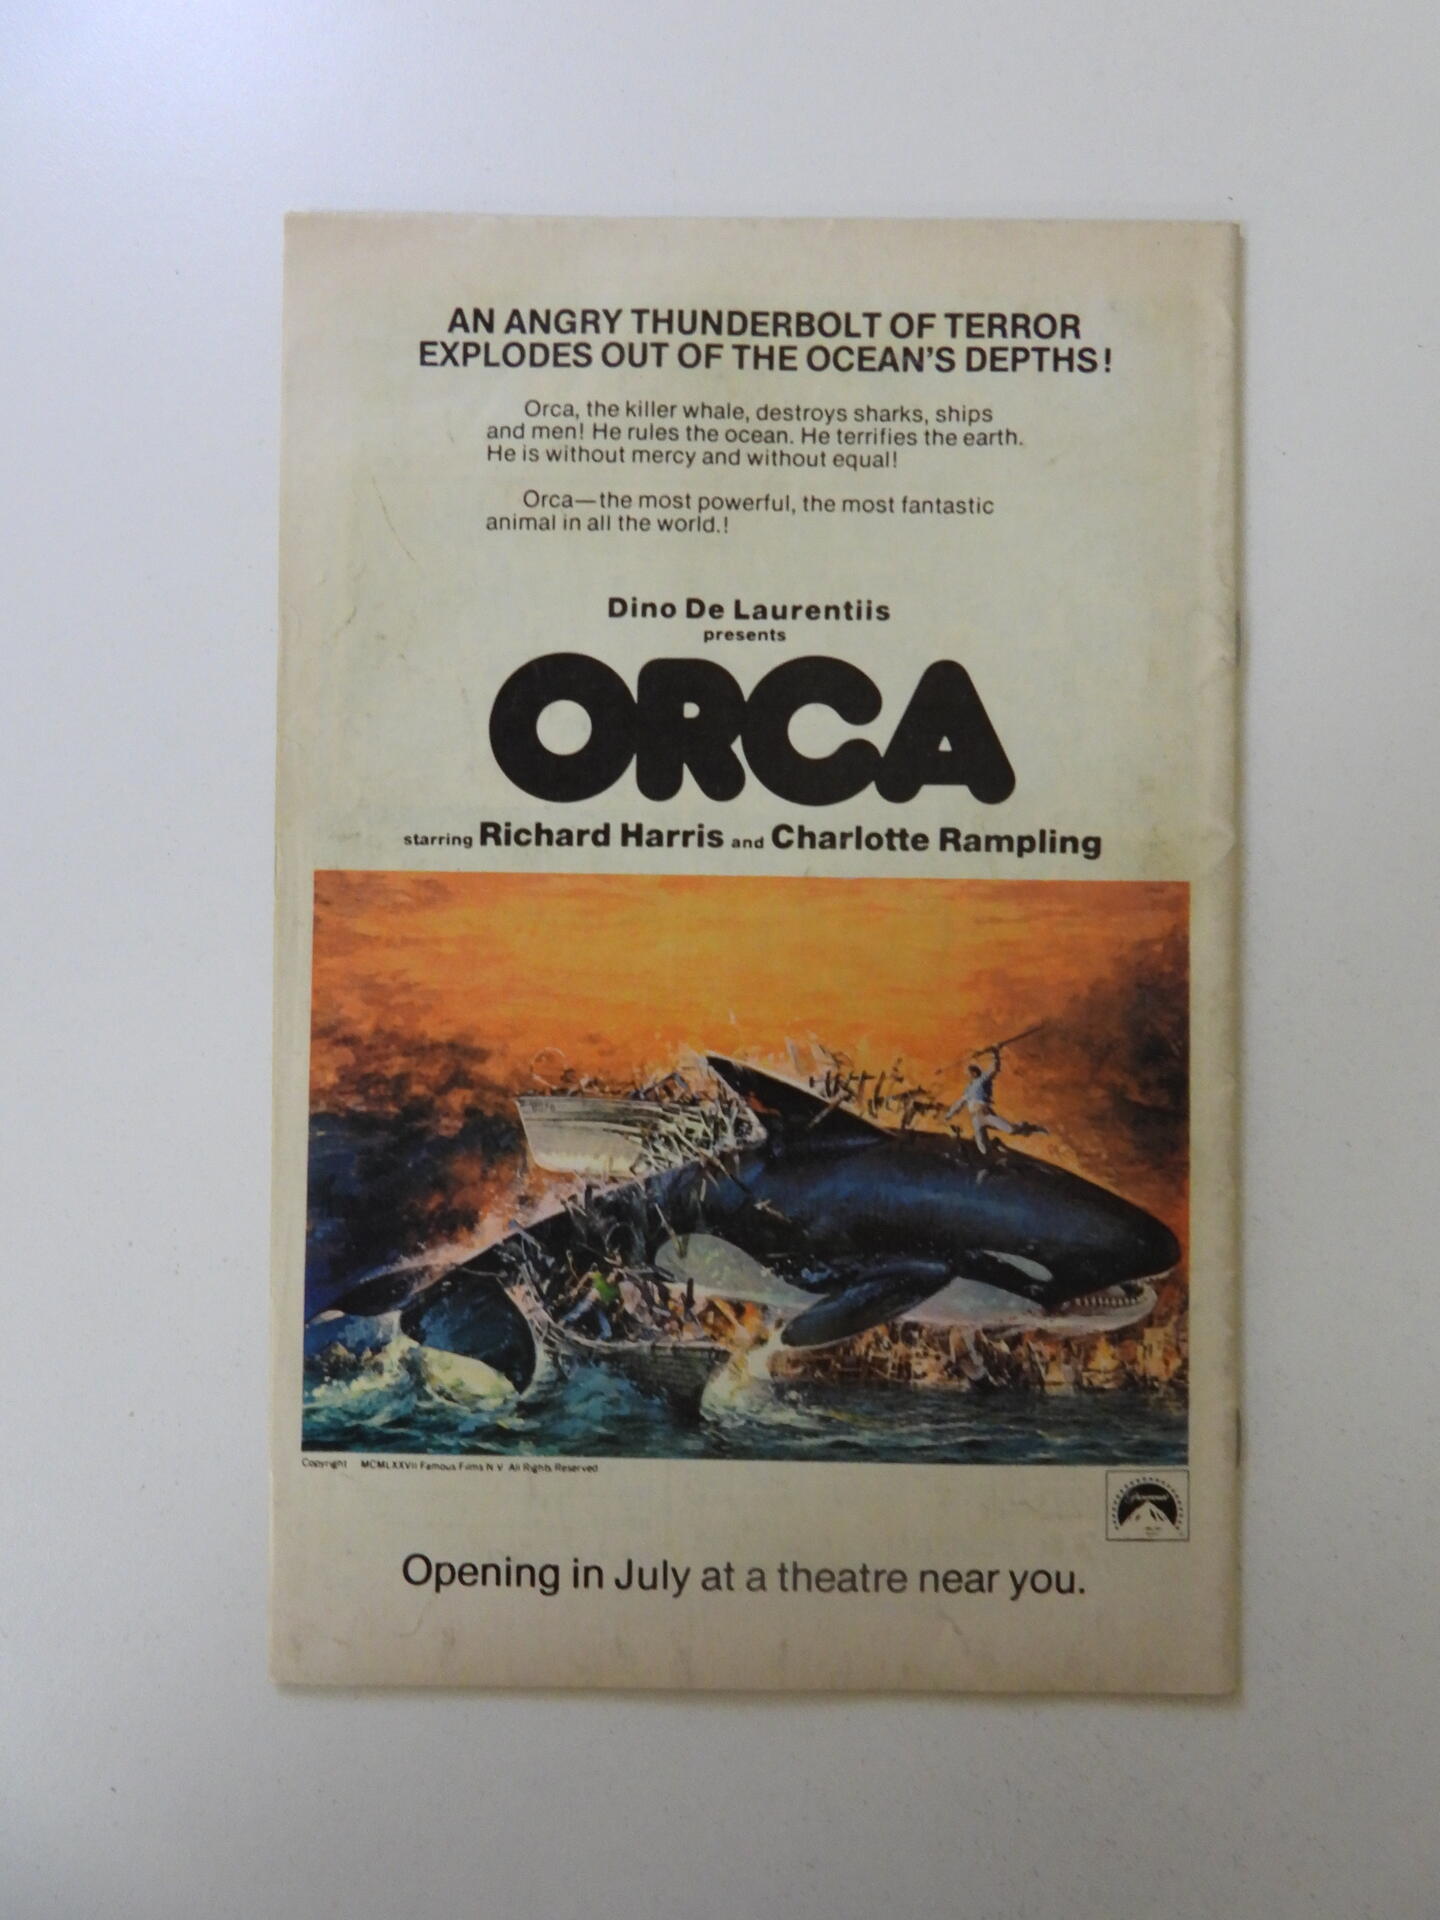 AN ANGRY THUNDERBOLT OF TERROR
EXPLODES OUT OF THE OCEAN'S DEPTHS!
Orca, the killer whale, destroys sharks, ships
and men! He rules the ocean. He terrifies the earth.
He is without mercy and without equal!
Orca—the most powerful, the most fantastic
animal in all the world.!
Dino De Laurentiis
presents
ORCA
starring Richard Harris and Charlotte Rampling
Copyright MCMLXXVII Famous Films N.V. All Rights Reserved
Paramount
Opening in July at a theatre near you.